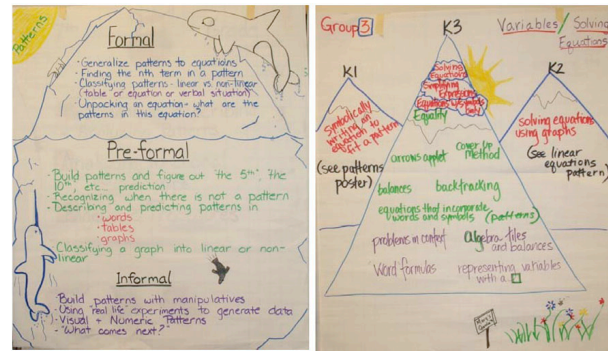 Patterns
Formal
· Generalize patterns to equations
· Finding the nth term in a pattern
· Classifying patterns - linear vs non-linear
(table or equation or verbal situation)
· Unpacking an equation - what are the
patterns in this equation?
Pre-formal
· Build patterns and figure out the 5th, the
10th, etc... prediction
· Recognizing when there is not a pattern
· Describing and predicting patterns in
· words
· tables
· graphs
· Classifying a graph into linear or non-
linear
Informal
· Build patterns with manipulatives
· Using "real life" experiments to generate data
· Visual + Numeric Patterns
· "What comes next?"
Group 3
Variables / Solving
Equations
K3
Solving
Equations
Simplifying
Expressions
Equations w/symbols
only
Equality
arrows applet
cover up
method
balances
backtracking
equations that incorporate
words and symbols (patterns)
problems in context
algebra tiles
and balances
word formulas
representing variables
with a □
K1
Symbolically
writing an
equation to
fit a pattern
(see patterns
poster)
K2
solving equations
using graphs
(see linear
equations
pattern)